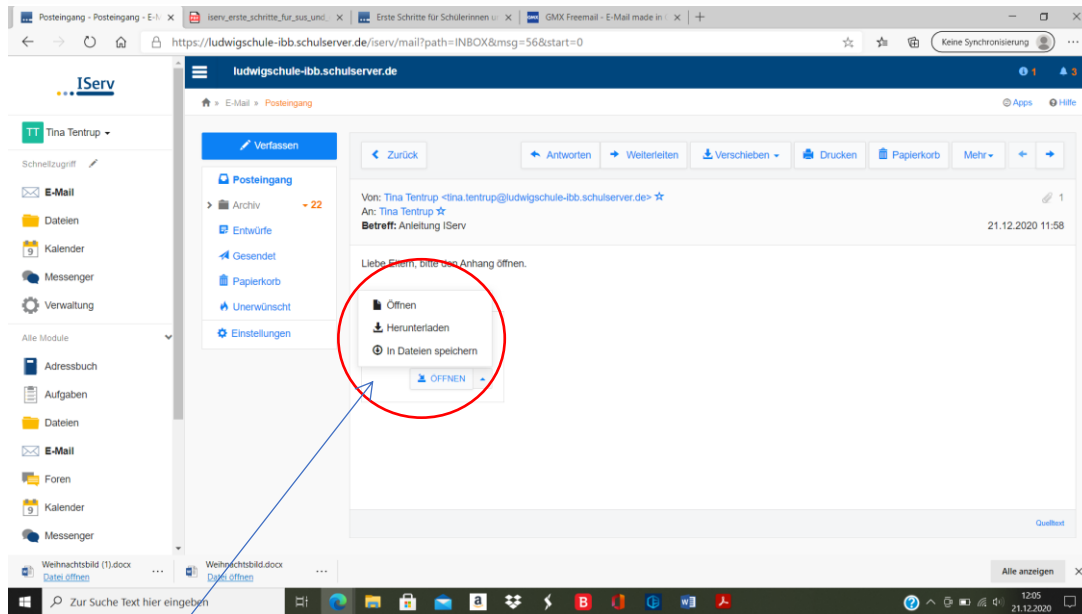 Posteingang - Posteingang - E-M
iserv_erste_schritte_fur_sus_und_
Erste Schritte für Schülerinnen u
GMX Freemail - E-Mail made in
https://ludwigschule-ibb.schulserver.de/iserv/mail?path=INBOX&msg=56&start=0
Keine Synchronisierung
IServ
ludwigschule-ibb.schulserver.de
1
3
» E-Mail » Posteingang
Apps
Hilfe
TT Tina Tentrup
Schnellzugriff
E-Mail
Dateien
9 Kalender
Messenger
Verwaltung
Alle Module
Adressbuch
Aufgaben
Dateien
E-Mail
Foren
9 Kalender
Messenger
Verfassen
Posteingang
Archiv 22
Entwürfe
Gesendet
Papierkorb
Unerwünscht
Einstellungen
Zurück
Antworten
Weiterleiten
Verschieben
Drucken
Papierkorb
Mehr
Von: Tina Tentrup <tina.tentrup@ludwigschule-ibb.schulserver.de>
1
An: Tina Tentrup
Betreff: Anleitung IServ
21.12.2020 11:58
Liebe Eltern, bitte den Anhang öffnen.
Öffnen
Herunterladen
In Dateien speichern
ÖFFNEN
Quelltext
Weihnachtsbild (1).docx
Datei öffnen
Weihnachtsbild.docx
Datei öffnen
Alle anzeigen
Zur Suche Text hier eingeben
12:05
21.12.2020